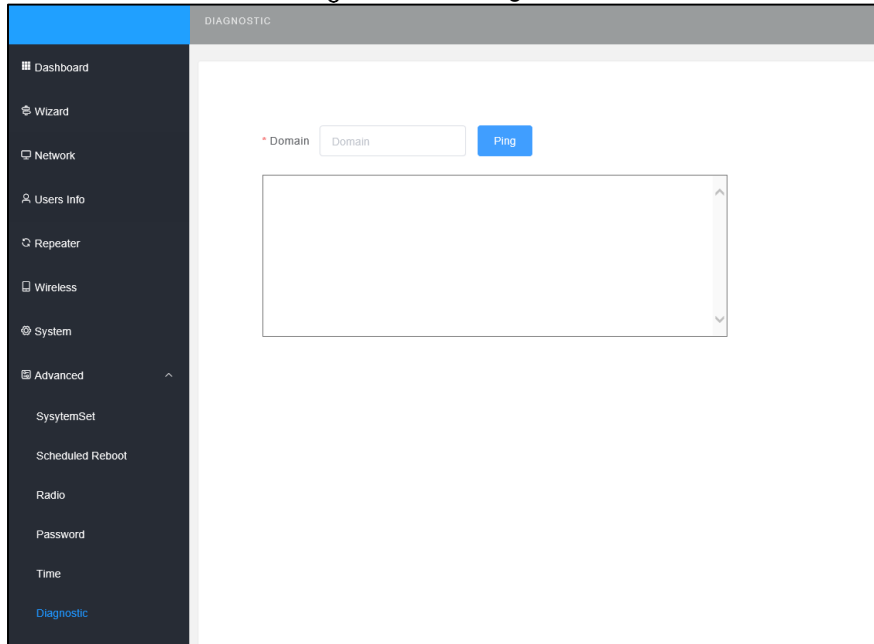 DIAGNOSTIC
Dashboard
Wizard
Network
Users Info
Repeater
Wireless
System
Advanced
SysytemSet
Scheduled Reboot
Radio
Password
Time
Diagnostic
* Domain Domain Ping